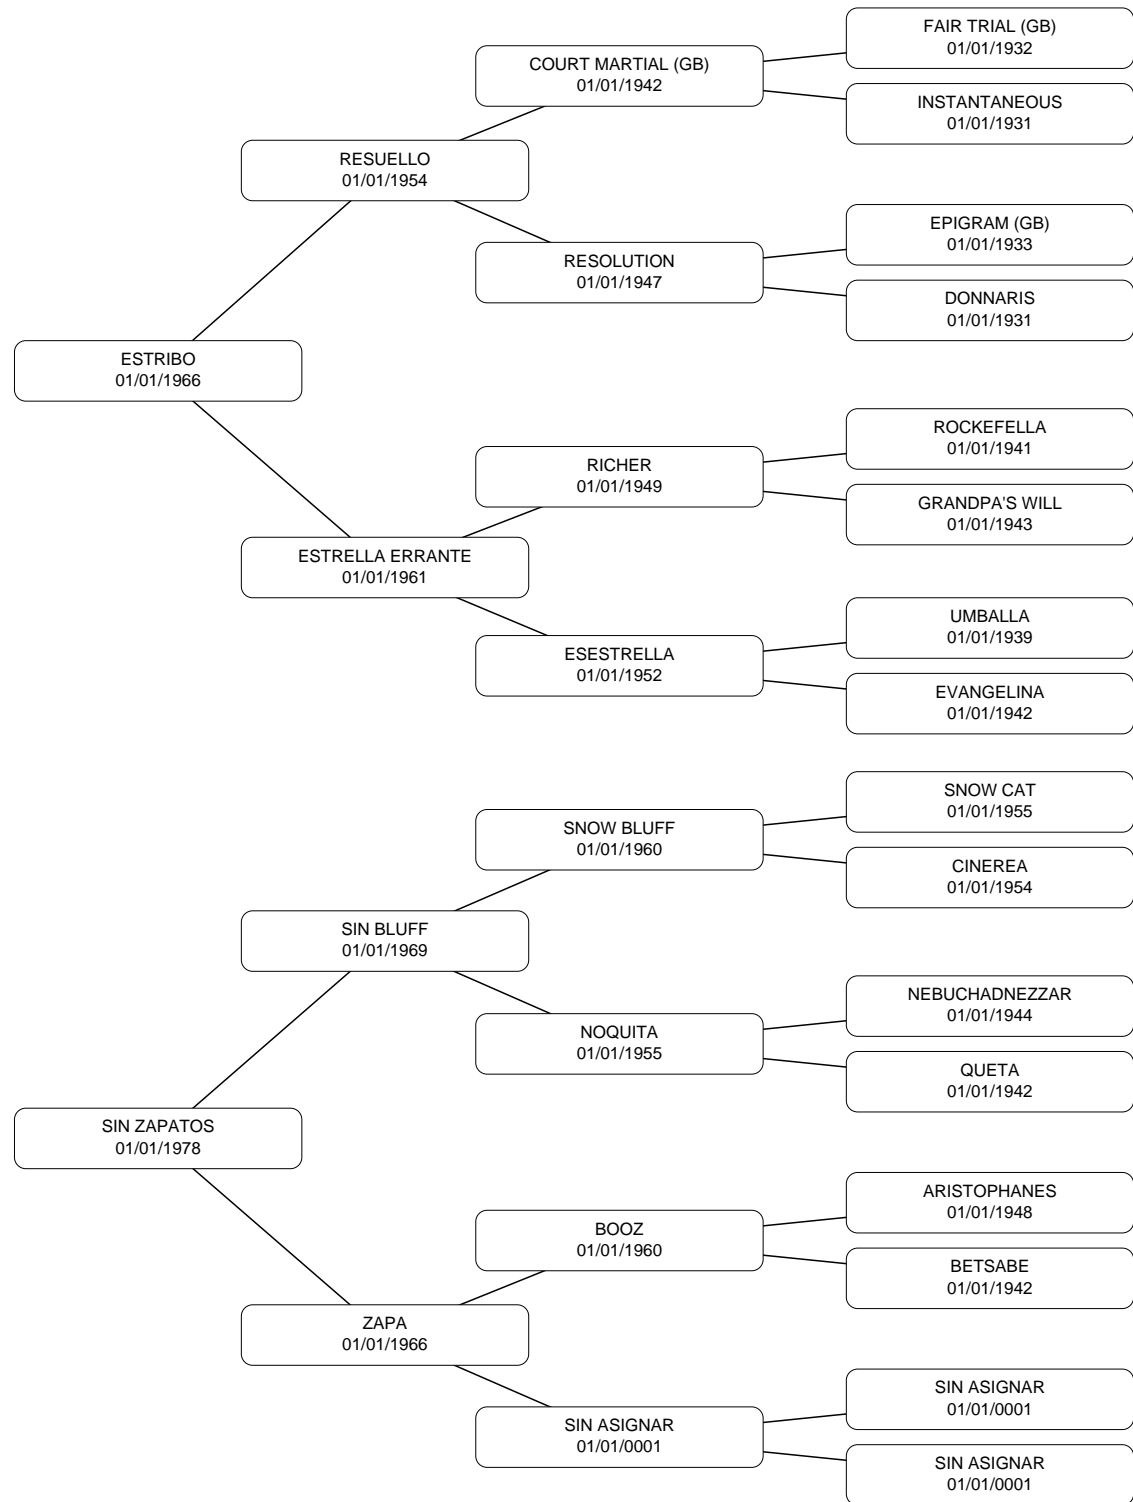 FAIR TRIAL (GB)
01/01/1932
COURT MARTIAL (GB)
01/01/1942
INSTANTANEOUS
01/01/1931
RESUELLO
01/01/1954
EPIGRAM (GB)
01/01/1933
RESOLUTION
01/01/1947
DONNARIS
01/01/1931
ESTRIBO
01/01/1966
ROCKEFELLA
01/01/1941
RICHER
01/01/1949
GRANDPA'S WILL
01/01/1943
ESTRELLA ERRANTE
01/01/1961
UMBALLA
01/01/1939
ESESTRELLA
01/01/1952
EVANGELINA
01/01/1942
SNOW CAT
01/01/1955
SNOW BLUFF
01/01/1960
CINEREA
01/01/1954
SIN BLUFF
01/01/1969
NEBUCHADNEZZAR
01/01/1944
NOQUITA
01/01/1955
QUETA
01/01/1942
SIN ZAPATOS
01/01/1978
ARISTOPHANES
01/01/1948
BOOZ
01/01/1960
BETSABE
01/01/1942
ZAPA
01/01/1966
SIN ASIGNAR
01/01/0001
SIN ASIGNAR
01/01/0001
SIN ASIGNAR
01/01/0001